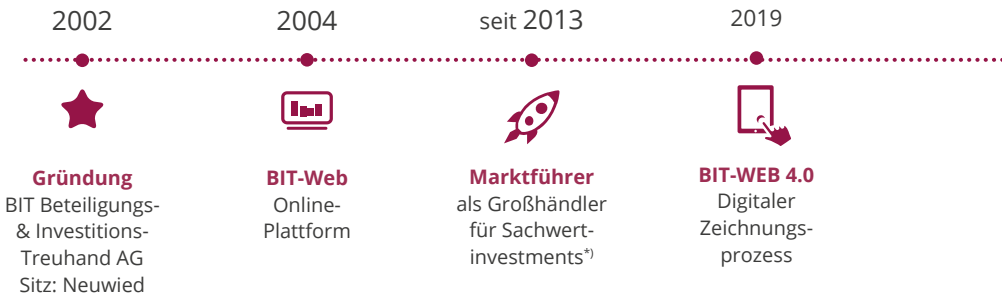 2002
Gründung
BIT Beteiligungs-
& Investitions-
Treuhand AG
Sitz: Neuwied
2004
BIT-Web
Online-
Plattform
seit 2013
Marktführer
als Großhändler
für Sachwert-
investments*)
2019
BIT-WEB 4.0
Digitaler
Zeichnungs-
prozess